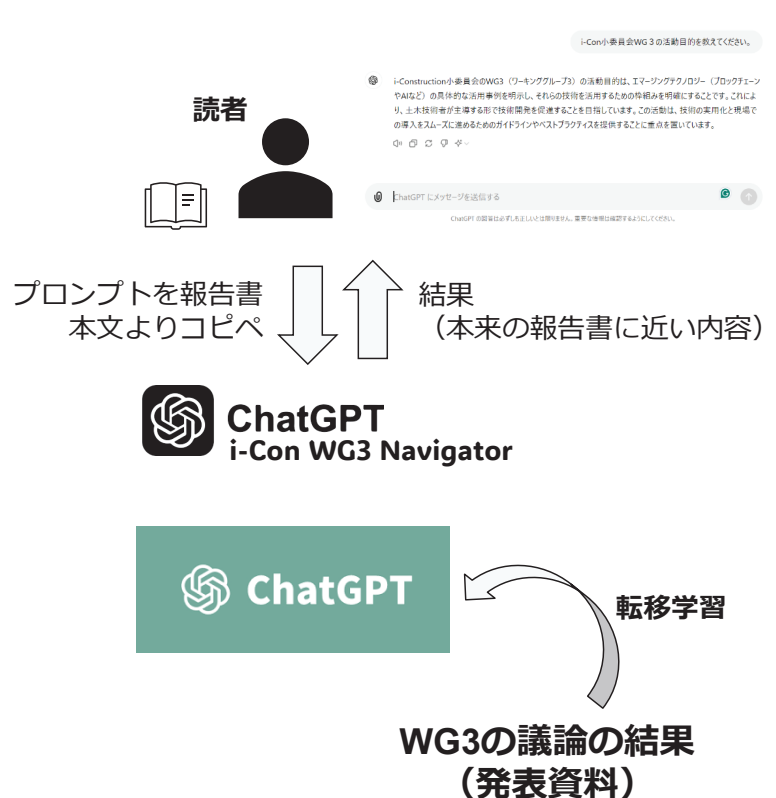 i-Con小委員会WG３の活動目的を教えてください。
i-Construction小委員会のWG3（ワーキンググループ3）の活動目的は、エマージングテクノロジー（ブロックチェーン
やAIなど）の具体的な活用事例を明示し、それらの技術を活用するための枠組みを明確にすることです。これによ
り、土木技術者が主導する形で技術開発を促進することを目指しています。この活動は、技術の実用化と現場で
の導入をスムーズに進めるためのガイドラインやベストプラクティスを提供することに重点を置いています。
ChatGPT にメッセージを送信する
ChatGPT の回答は必ずしも正しいとは限りません。重要な情報は確認するようにしてください。
読者
プロンプトを報告書
本文よりコピペ
結果
（本来の報告書に近い内容）
ChatGPT
i-Con WG3 Navigator
ChatGPT
転移学習
WG3の議論の結果
（発表資料）